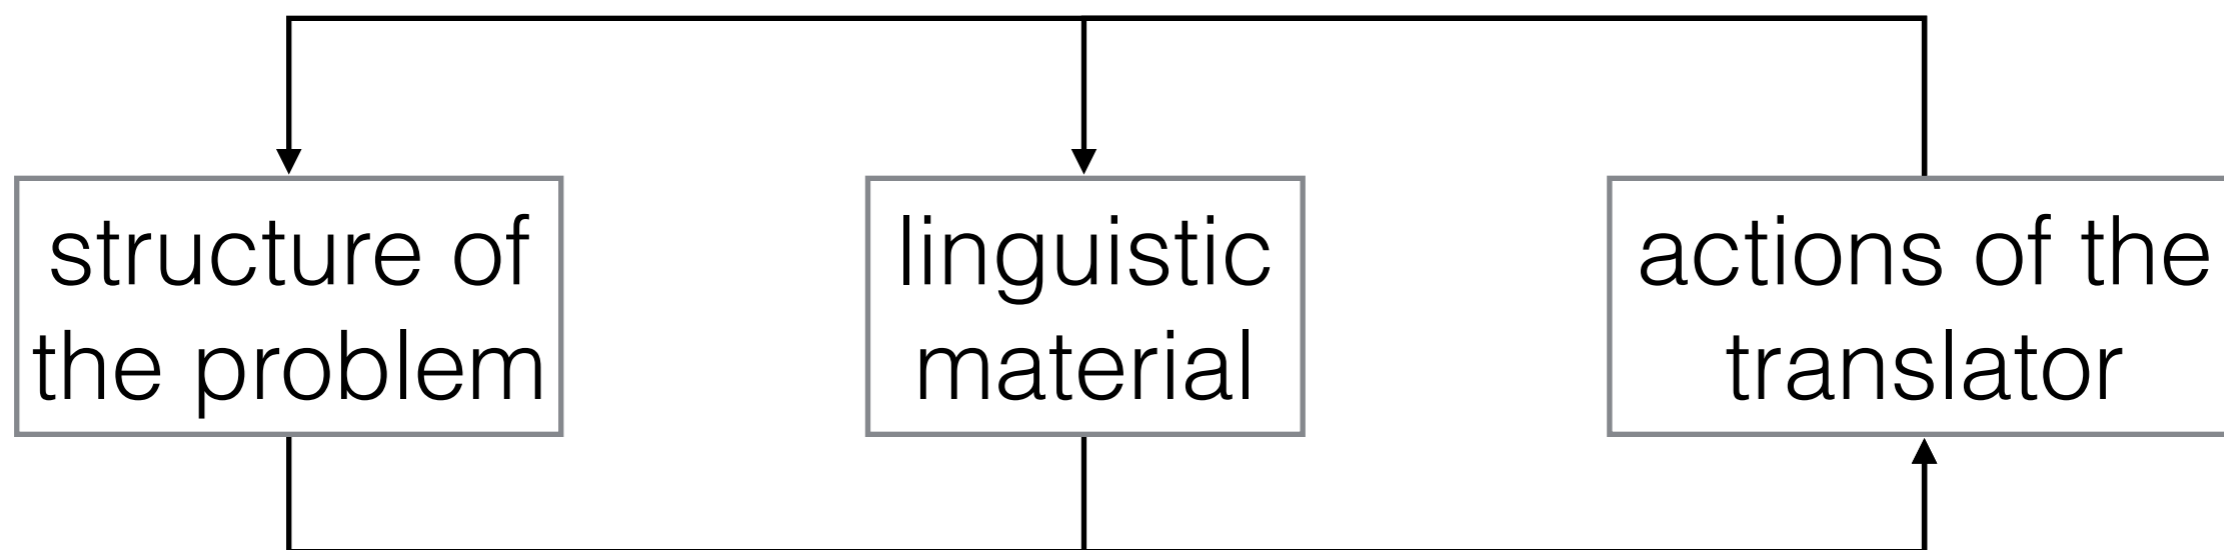 structure of
the problem
linguistic
material
actions of the
translator